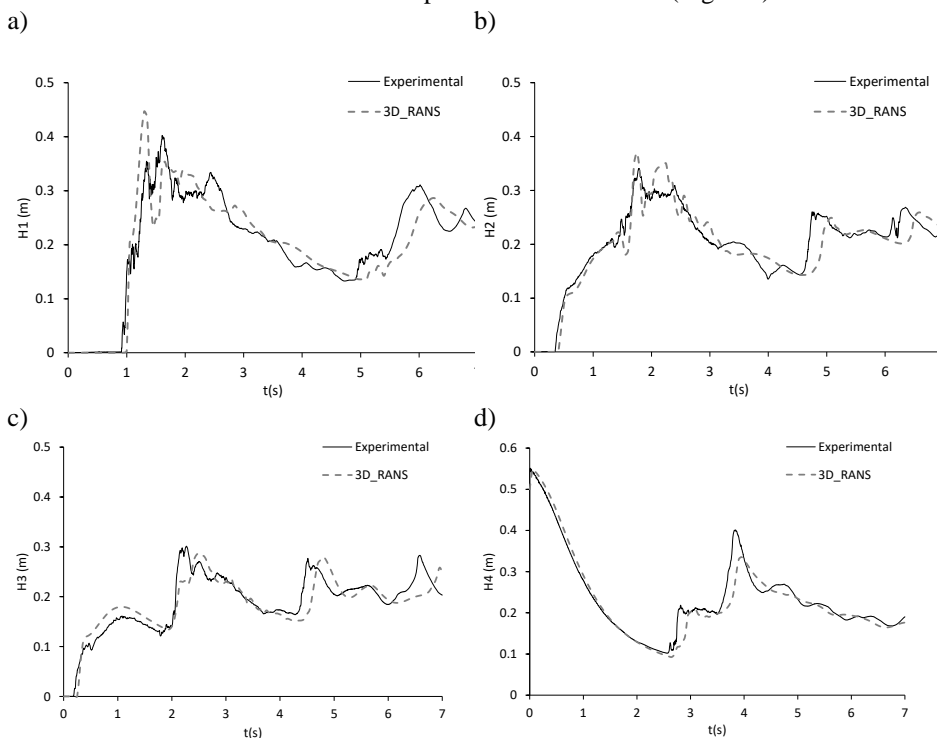 a)
0.5
0.4
0.3
0.2
0.1
0
H1 (m)
Experimental
3D_RANS
0 1 2 3 4 5 6
t(s)
b)
0.5
0.4
0.3
0.2
0.1
0
H2 (m)
Experimental
3D_RANS
0 1 2 3 4 5 6
t(s)
c)
0.5
0.4
0.3
0.2
0.1
0
H3 (m)
Experimental
3D_RANS
0 1 2 3 4 5 6 7
t(s)
d)
0.6
0.5
0.4
0.3
0.2
0.1
0
H4 (m)
Experimental
3D_RANS
0 1 2 3 4 5 6 7
t(s)